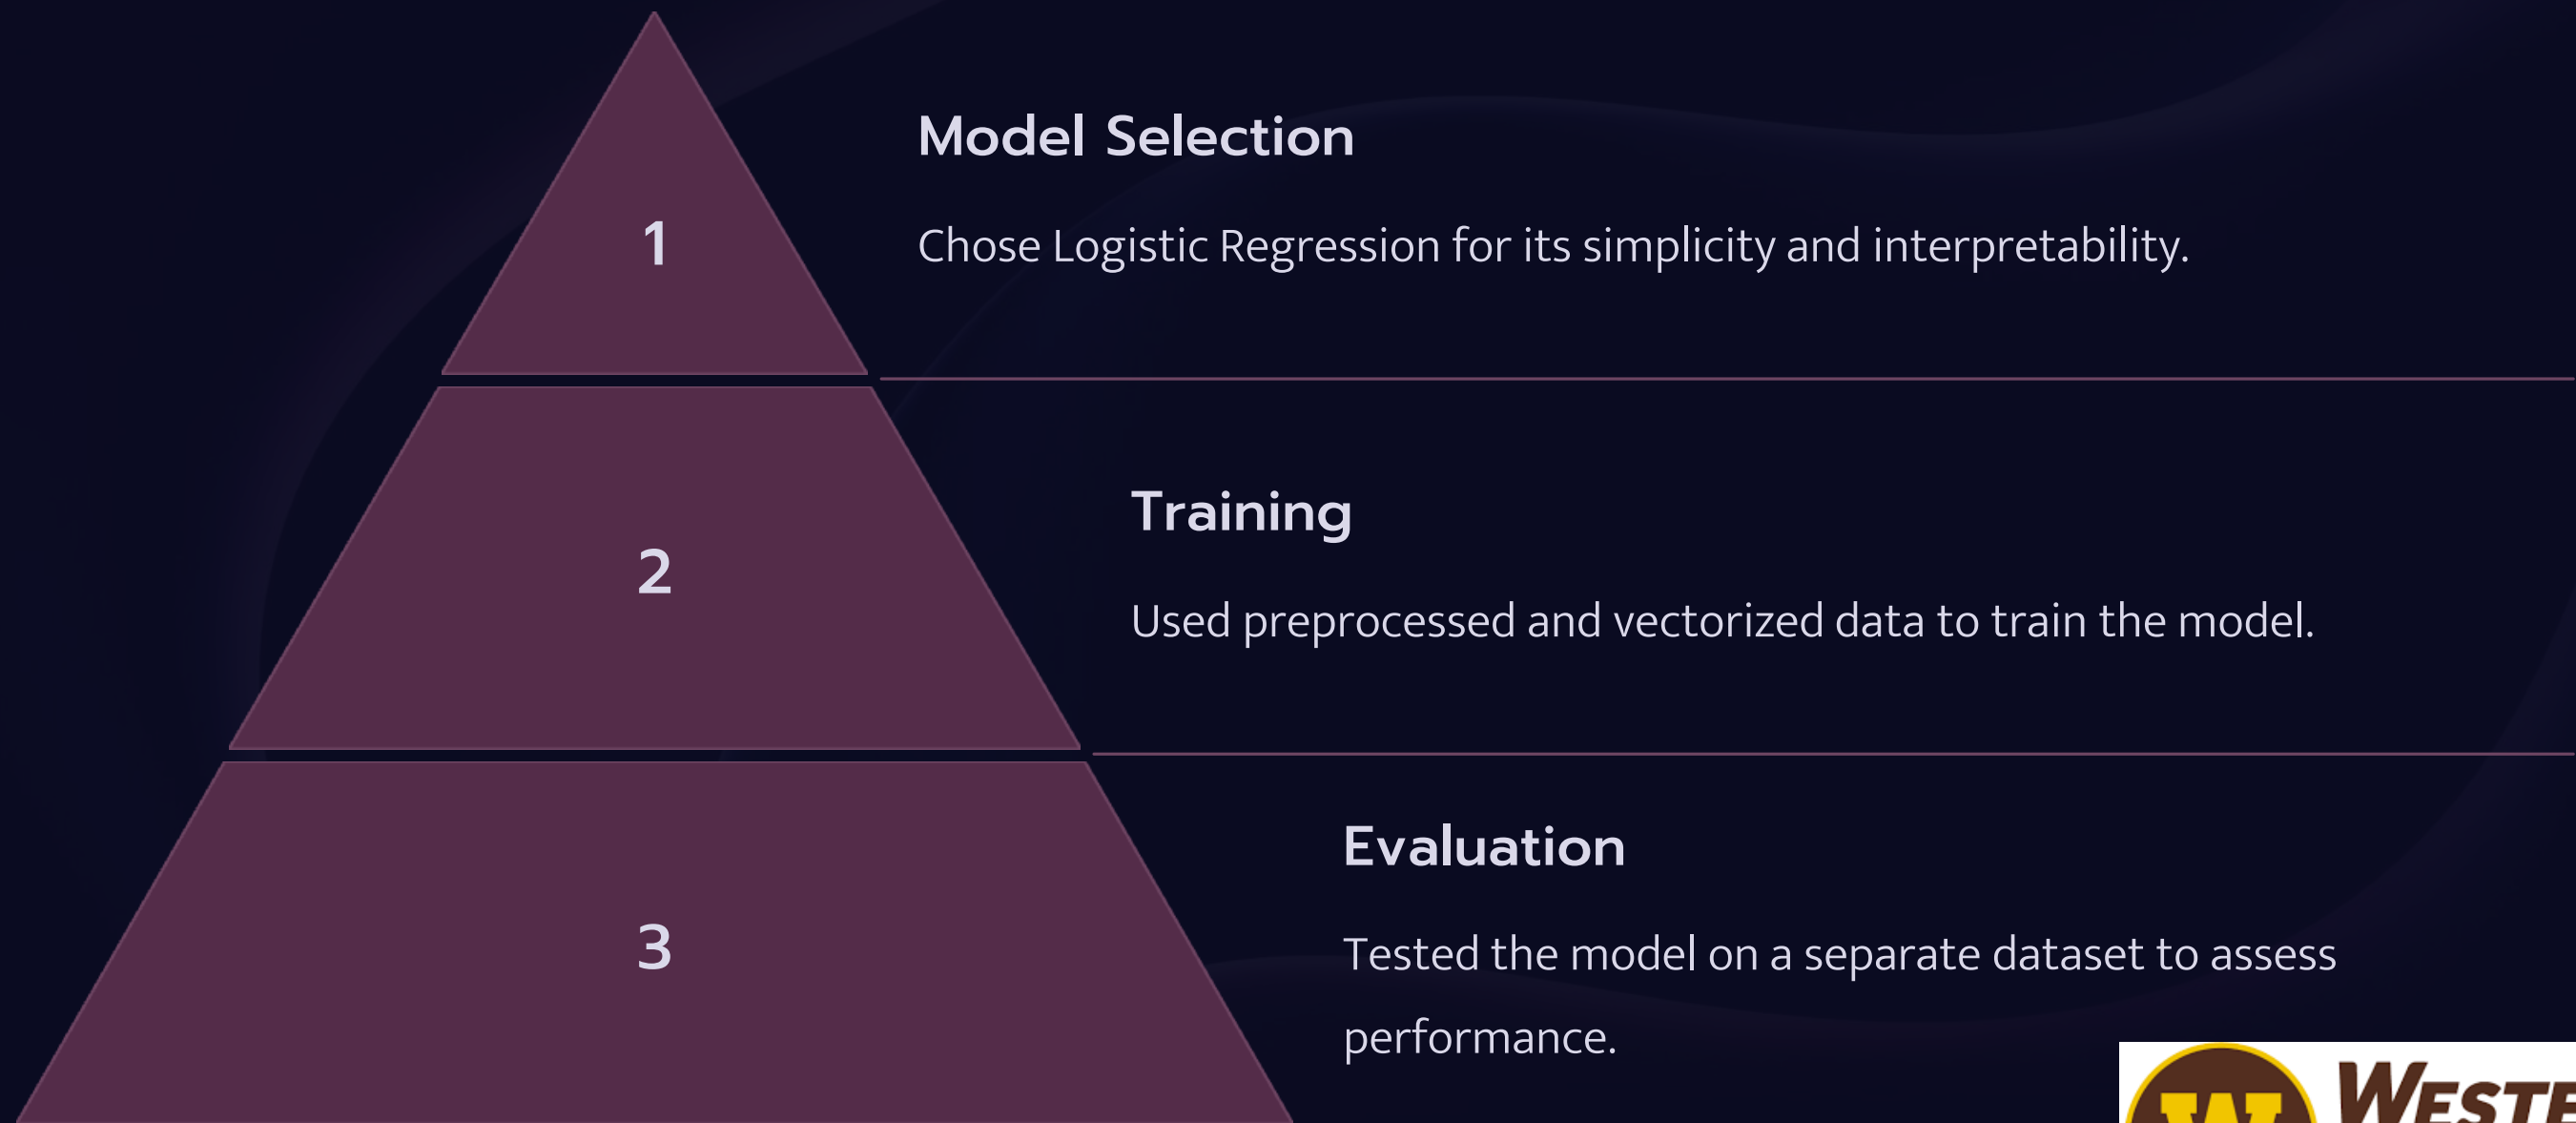 1
Model Selection
Chose Logistic Regression for its simplicity and interpretability.
2
Training
Used preprocessed and vectorized data to train the model.
3
Evaluation
Tested the model on a separate dataset to assess
performance.
W